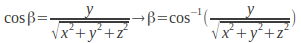 cos β = y / √(x² + y² + z²) → β = cos⁻¹( y / √(x² + y² + z²) )